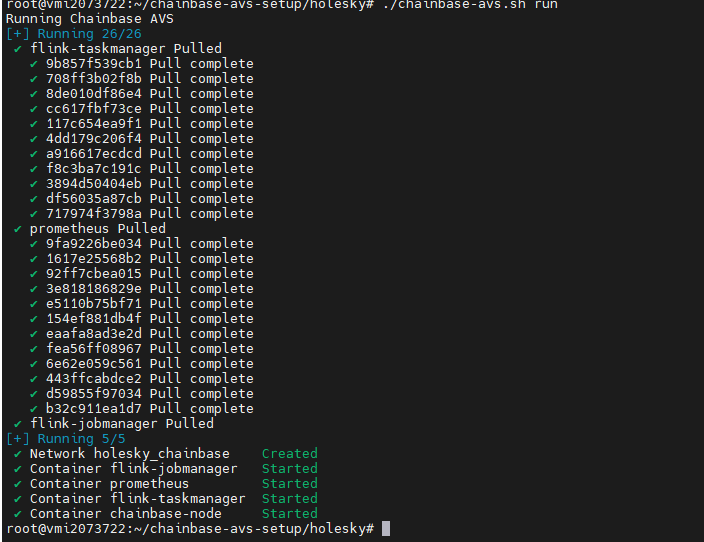 root@vmi2073722:~/chainbase-avs-setup/holesky# ./chainbase-avs.sh run
Running Chainbase AVS
[+] Running 26/26
✔ flink-taskmanager Pulled
✔ 9b857f539cb1 Pull complete
✔ 708ff3b02f8b Pull complete
✔ 8de010df86e4 Pull complete
✔ cc617fbf73ce Pull complete
✔ 117c654ea9f1 Pull complete
✔ 4dd179c206f4 Pull complete
✔ a916617ecdcd Pull complete
✔ f8c3ba7c191c Pull complete
✔ 3894d50404eb Pull complete
✔ df56035a87cb Pull complete
✔ 717974f3798a Pull complete
✔ prometheus Pulled
✔ 9fa9226be034 Pull complete
✔ 1617e25568b2 Pull complete
✔ 92ff7cbea015 Pull complete
✔ 3e818186829e Pull complete
✔ e5110b75bf71 Pull complete
✔ 154ef881db4f Pull complete
✔ eaafa8ad3e2d Pull complete
✔ fea56ff08967 Pull complete
✔ 6e62e059c561 Pull complete
✔ 443ffcabdce2 Pull complete
✔ d59855f97034 Pull complete
✔ b32c911ea1d7 Pull complete
✔ flink-jobmanager Pulled
[+] Running 5/5
✔ Network holesky_chainbase Created
✔ Container flink-jobmanager Started
✔ Container prometheus Started
✔ Container flink-taskmanager Started
✔ Container chainbase-node Started
root@vmi2073722:~/chainbase-avs-setup/holesky#